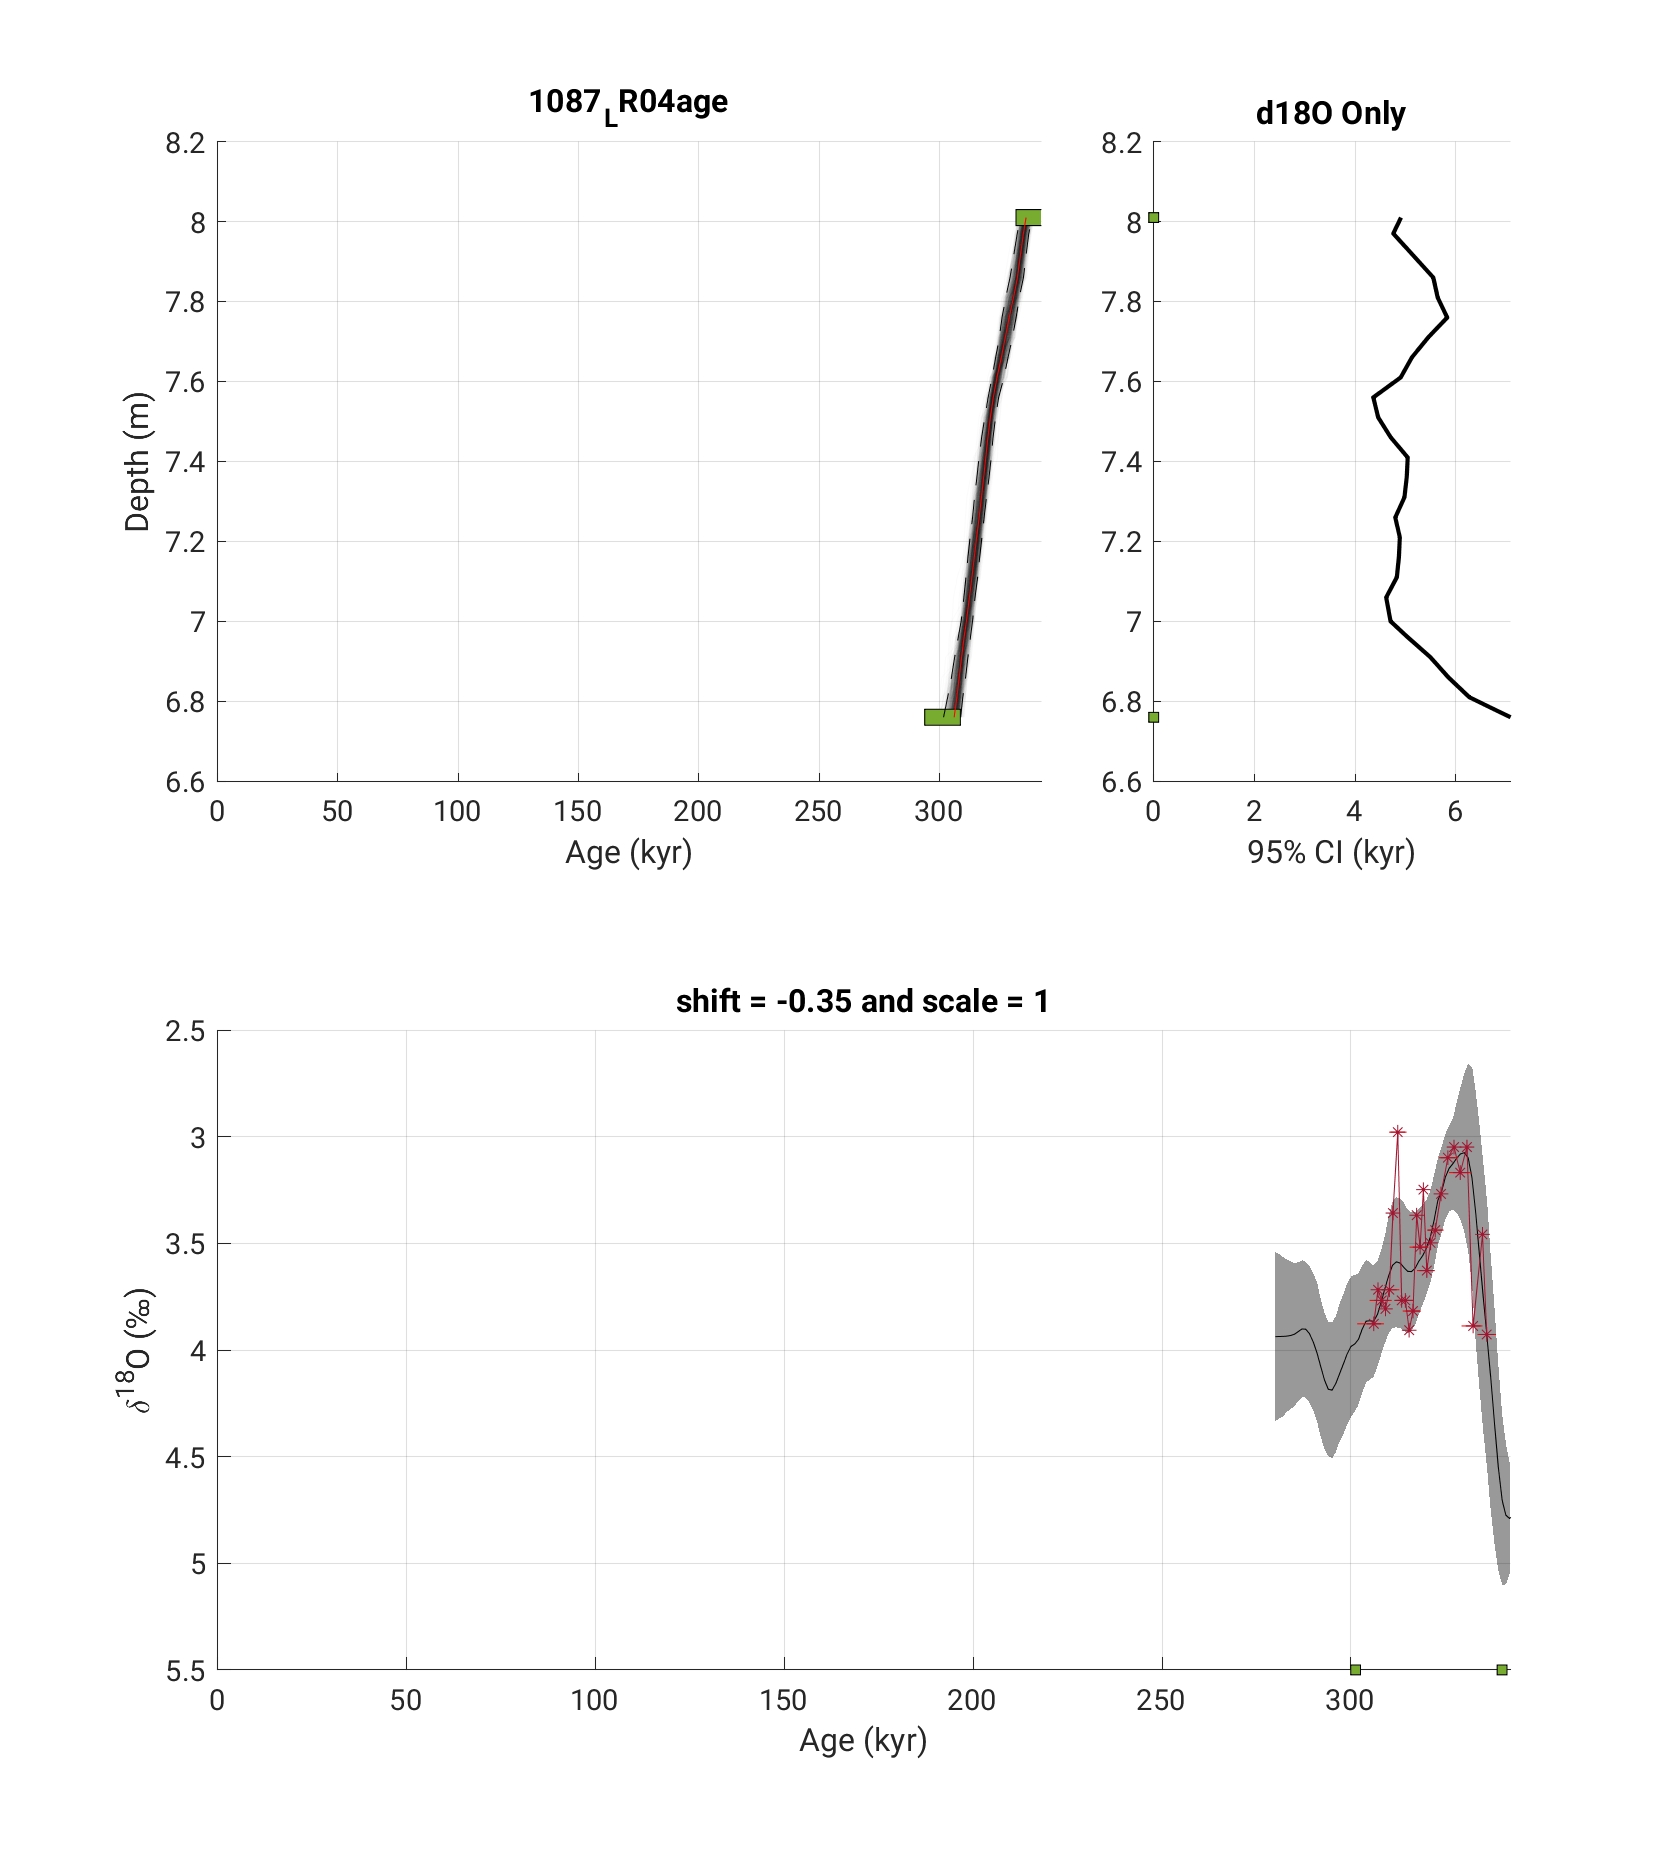 1087LR04age
d18O Only
8.2
8
7.8
7.6
7.4
7.2
7
6.8
6.6
Depth (m)
0 50 100 150 200 250 300
Age (kyr)
8.2
8
7.8
7.6
7.4
7.2
7
6.8
6.6
0 2 4 6
95% CI (kyr)
shift = -0.35 and scale = 1
2.5
3
3.5
4
4.5
5
5.5
δ18O (‰)
0 50 100 150 200 250 300
Age (kyr)